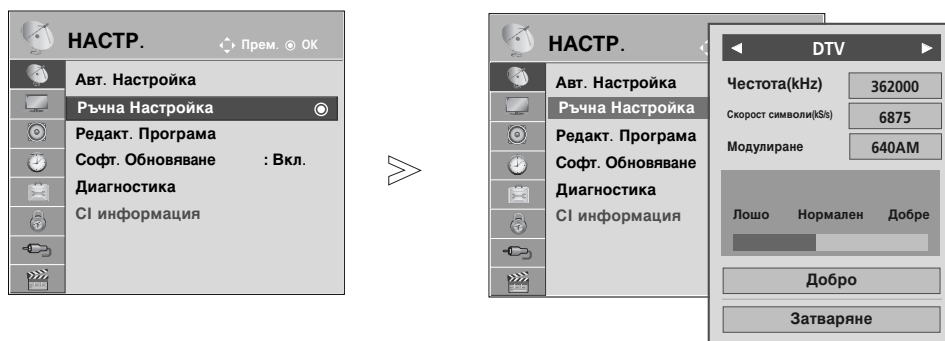 НАСТР. Прем. OK
Авт. Настройка
Ръчна Настройка
Редакт. Програма
Софт. Обновяване : Вкл.
Диагностика
CI информация
НАСТР.
Авт. Настройка
Ръчна Настройка
Редакт. Програма
Софт. Обновяване
Диагностика
CI информация
DTV
Честота(kHz) 362000
Скорост символи(kS/s) 6875
Модулиране 640AM
Лошо Нормален Добре
Добро
Затваряне